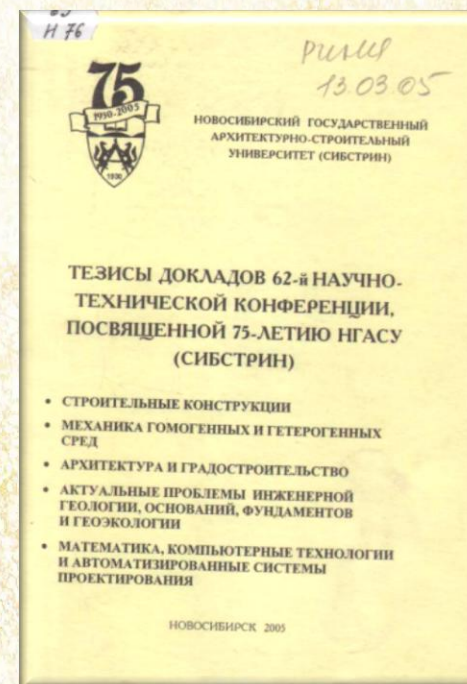 Н 76
13.03.05
75
1930-2005
1930
НОВОСИБИРСКИЙ ГОСУДАРСТВЕННЫЙ
АРХИТЕКТУРНО-СТРОИТЕЛЬНЫЙ
УНИВЕРСИТЕТ (СИБСТРИН)
ТЕЗИСЫ ДОКЛАДОВ 62-й НАУЧНО-
ТЕХНИЧЕСКОЙ КОНФЕРЕНЦИИ,
ПОСВЯЩЕННОЙ 75-ЛЕТИЮ НГАСУ
(СИБСТРИН)
• СТРОИТЕЛЬНЫЕ КОНСТРУКЦИИ
• МЕХАНИКА ГОМОГЕННЫХ И ГЕТЕРОГЕННЫХ
СРЕД
• АРХИТЕКТУРА И ГРАДОСТРОИТЕЛЬСТВО
• АКТУАЛЬНЫЕ ПРОБЛЕМЫ ИНЖЕНЕРНОЙ
ГЕОЛОГИИ, ОСНОВАНИЙ, ФУНДАМЕНТОВ
И ГЕОЭКОЛОГИИ
• МАТЕМАТИКА, КОМПЬЮТЕРНЫЕ ТЕХНОЛОГИИ
И АВТОМАТИЗИРОВАННЫЕ СИСТЕМЫ
ПРОЕКТИРОВАНИЯ
НОВОСИБИРСК 2005